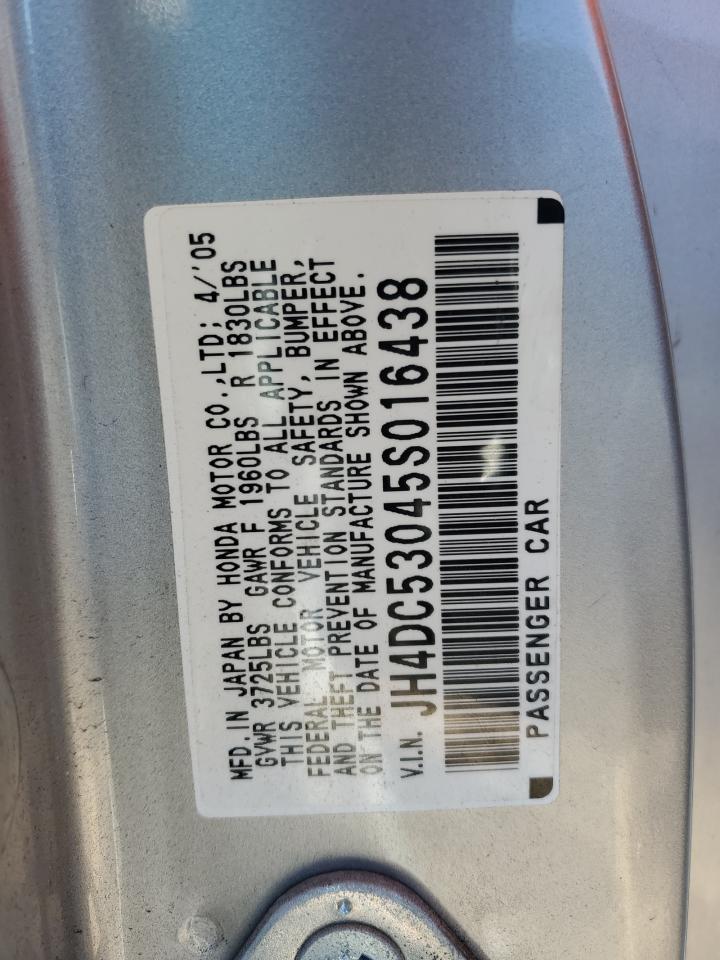 MFD. IN JAPAN BY HONDA MOTOR CO.,LTD; 4/'05
GVWR 3725LBS GAWR F 1960LBS R 1830LBS
THIS VEHICLE CONFORMS TO ALL APPLICABLE
FEDERAL MOTOR VEHICLE SAFETY, BUMPER,
AND THEFT PREVENTION STANDARDS IN EFFECT
ON THE DATE OF MANUFACTURE SHOWN ABOVE.
V.I.N. JH4DC53045S016438
PASSENGER CAR